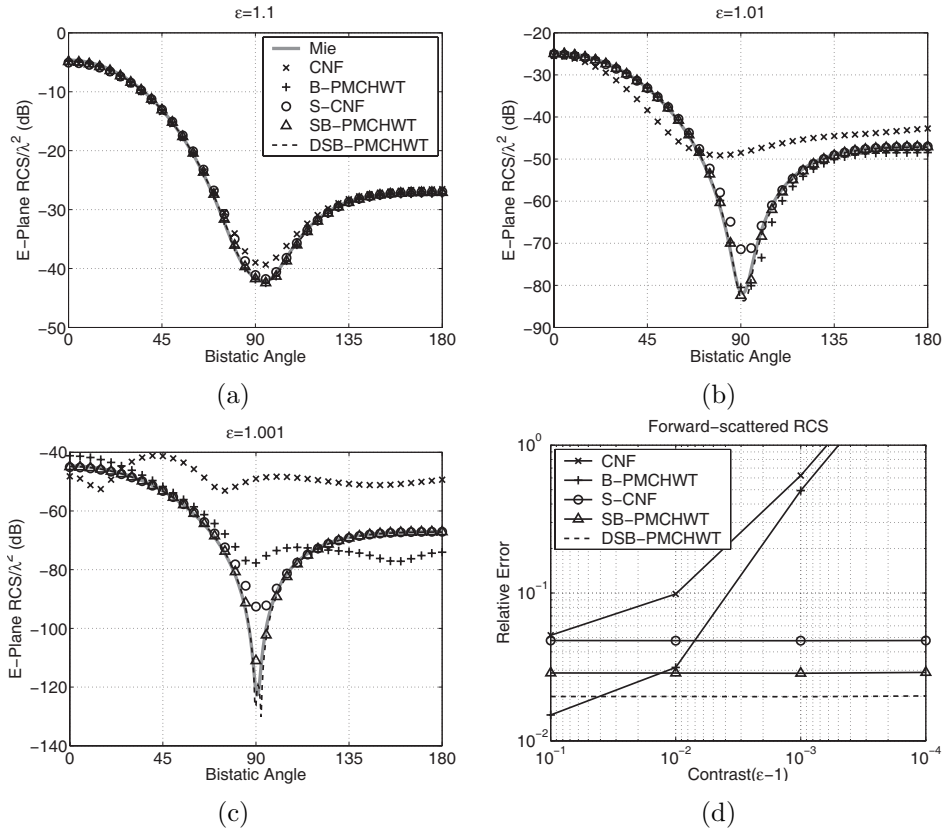 ε=1.1
E−Plane RCS/λ² (dB)
0
−10
−20
−30
−40
−50
0 45 90 135 180
Bistatic Angle
Mie
CNF
B−PMCHWT
S−CNF
SB−PMCHWT
DSB−PMCHWT
(a)
ε=1.01
E−Plane RCS/λ² (dB)
−20
−30
−40
−50
−60
−70
−80
−90
0 45 90 135 180
Bistatic Angle
(b)
ε=1.001
E−Plane RCS/λ² (dB)
−40
−60
−80
−100
−120
−140
0 45 90 135 180
Bistatic Angle
(c)
Forward−scattered RCS
Relative Error
10⁰
10⁻¹
10⁻²
CNF
B−PMCHWT
S−CNF
SB−PMCHWT
DSB−PMCHWT
10⁻¹ 10⁻² 10⁻³ 10⁻⁴
Contrast(ε−1)
(d)